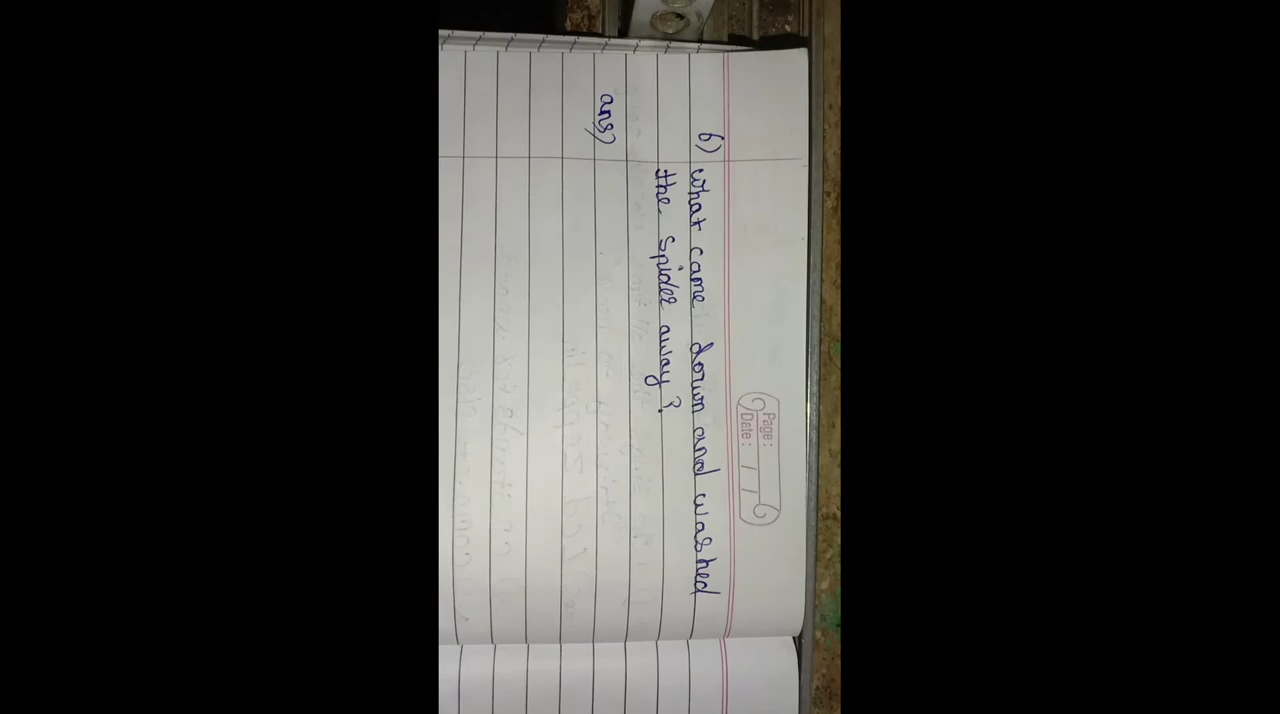 Page:
Date: / /
6) what came down and washed
the spider away?
ans)